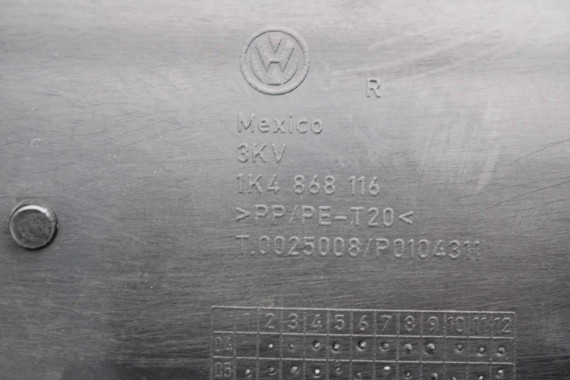 R
Mexico
3KV
1K4 868 116
>PP/PE-T20<
T.0025008/P0104311
1 2 3 4 5 6 7 8 9 10 11 12
04
05